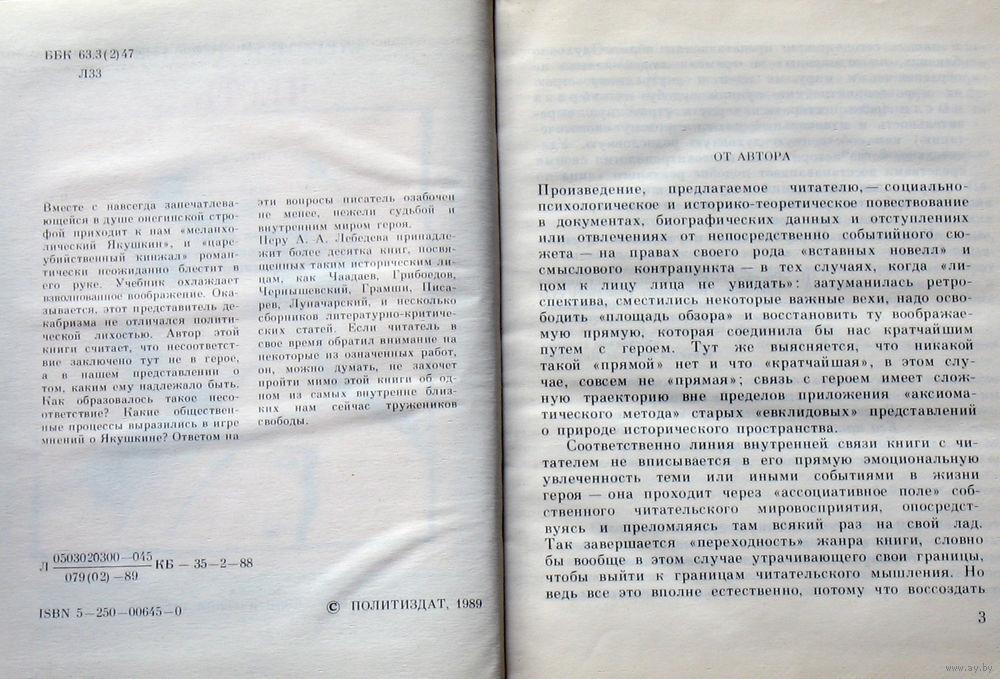 ББК 63.3(2)47
Л33
Вместе с навсегда запечатлева-
ющейся в душе онегинской стро-
фой приходит к нам «меланхо-
лический Якушкин», и «царе-
убийственный кинжал» роман-
тически неожиданно блестит в
его руке. Учебник охлаждает
взволнованное воображение. Ока-
зывается, этот представитель де-
кабризма не отличался полити-
ческой лихостью. Автор этой
книги считает, что несоответст-
вие заключено тут не в герое,
а в нашем представлении о
том, каким ему надлежало быть.
Как образовалось такое несо-
ответствие? Какие обществен-
ные процессы выразились в игре
мнений о Якушкине? Ответом на
эти вопросы писатель озабочен
не менее, нежели судьбой и
внутренним миром героя.
Перу А. А. Лебедева принадле-
жит более десятка книг, посвя-
щенных таким историческим ли-
цам, как Чаадаев, Грибоедов,
Чернышевский, Грамши, Писа-
рев, Луначарский, и несколько
сборников литературно-критиче-
ских статей. Если читатель в
свое время обратил внимание на
некоторые из означенных работ,
он, можно думать, не захочет
пройти мимо этой книги об од-
ном из самых внутренне близ-
ких нам сейчас тружеников
свободы.
Л 0503020300—045 КБ — 35—2—88
079(02) —89
ISBN 5—250—00645—0
© ПОЛИТИЗДАТ, 1989
ОТ АВТОРА
Произведение, предлагаемое читателю,— социально-
психологическое и историко-теоретическое повествование
в документах, биографических данных и отступлениях
или отвлечениях от непосредственно событийного сю-
жета — на правах своего рода «вставных новелл» и
смыслового контрапункта — в тех случаях, когда «ли-
цом к лицу лица не увидать»: затуманилась ретро-
спектива, сместились некоторые важные вехи, надо осво-
бодить «площадь обзора» и восстановить ту воображае-
мую прямую, которая соединила бы нас кратчайшим
путем с героем. Тут же выясняется, что никакой
такой «прямой» нет и что «кратчайшая», в этом слу-
чае, совсем не «прямая»; связь с героем имеет слож-
ную траекторию вне пределов приложения «аксиома-
тического метода» старых «евклидовых» представлений
о природе исторического пространства.
Соответственно линия внутренней связи книги с чи-
тателем не вписывается в его прямую эмоциональную
увлеченность теми или иными событиями в жизни
героя — она проходит через «ассоциативное поле» соб-
ственного читательского мировосприятия, опосредст-
вуясь и преломляясь там всякий раз на свой лад.
Так завершается «переходность» жанра книги, словно
бы вообще в этом случае утрачивающего свои границы,
чтобы выйти к границам читательского мышления. Но
ведь все это вполне естественно, потому что воссоздать
3
www.ay.by